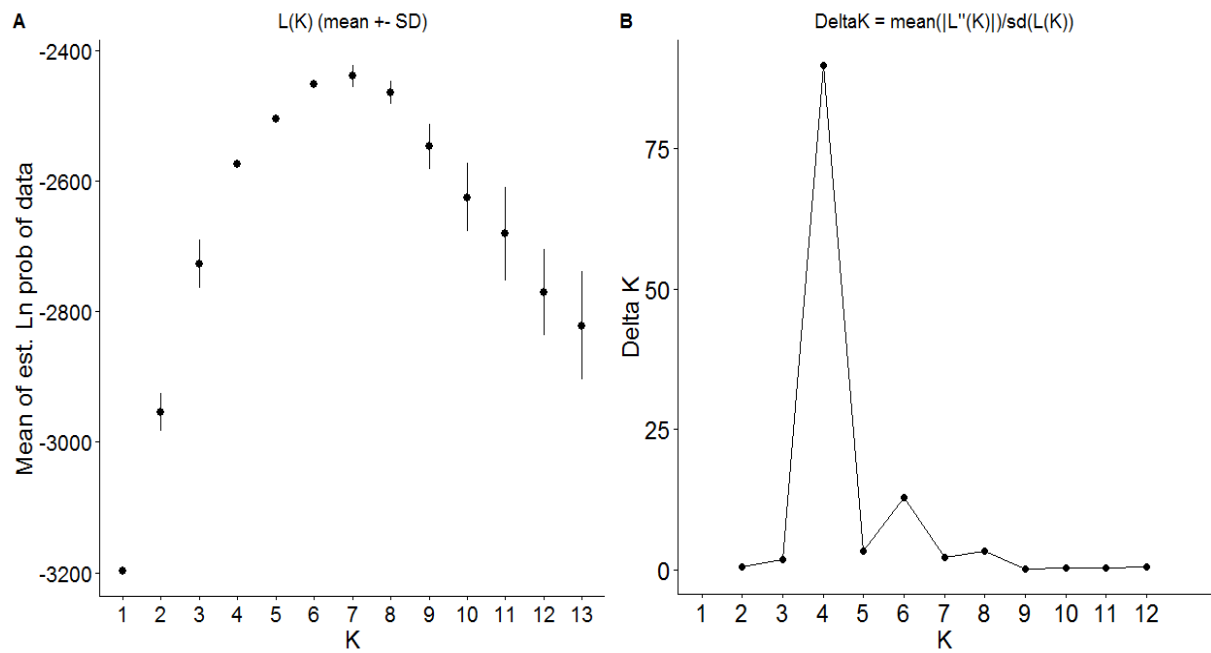 A
L(K) (mean +- SD)
Mean of est. Ln prob of data
-2400
-2600
-2800
-3000
-3200
1 2 3 4 5 6 7 8 9 10 11 12 13
K
B
DeltaK = mean(|L"(K)|)/sd(L(K))
Delta K
75
50
25
0
1 2 3 4 5 6 7 8 9 10 11 12
K